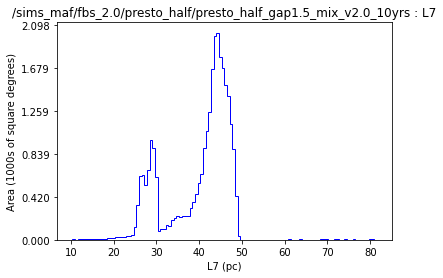 /sims_maf/fbs_2.0/presto_half/presto_half_gap1.5_mix_v2.0_10yrs : L7
2.098
1.679
1.259
0.839
0.420
0.000
Area (1000s of square degrees)
10 20 30 40 50 60 70 80
L7 (pc)